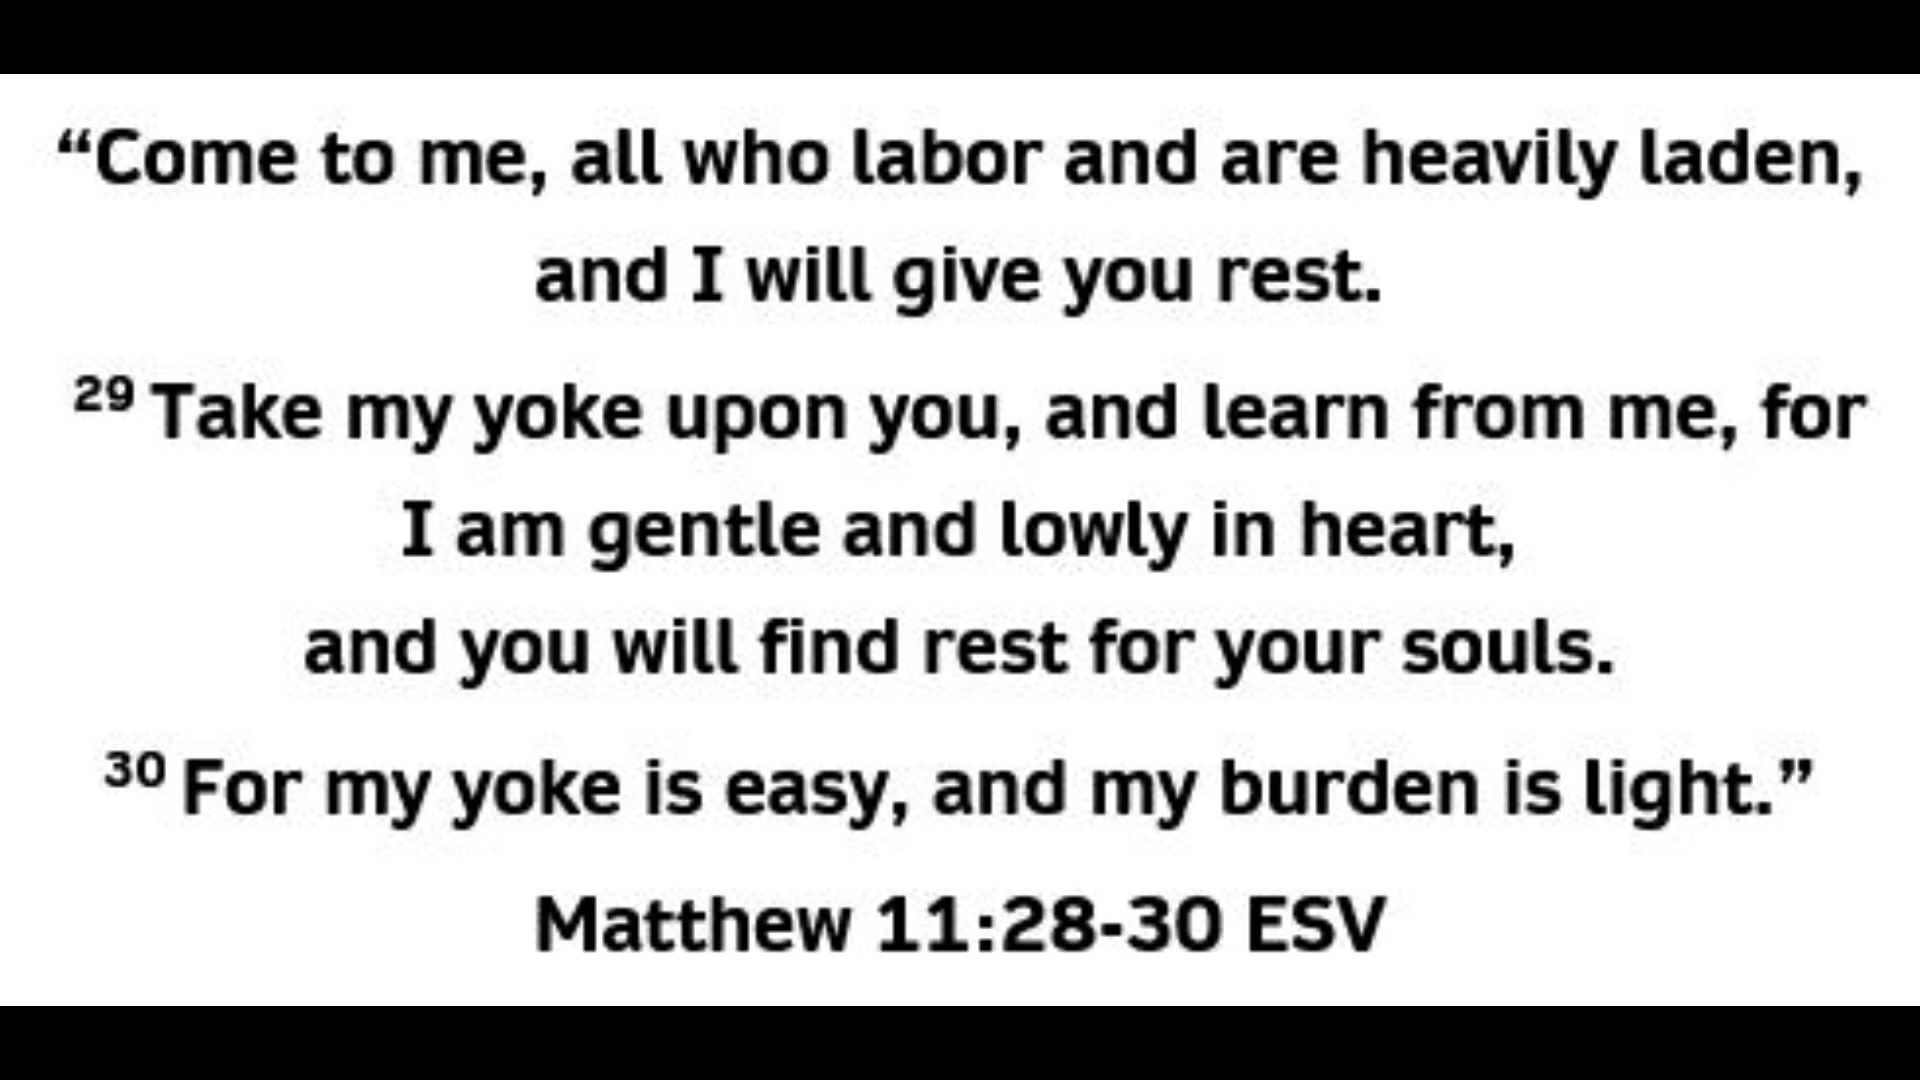 “Come to me, all who labor and are heavily laden,
and I will give you rest.
29 Take my yoke upon you, and learn from me, for
I am gentle and lowly in heart,
and you will find rest for your souls.
30 For my yoke is easy, and my burden is light.”
Matthew 11:28-30 ESV